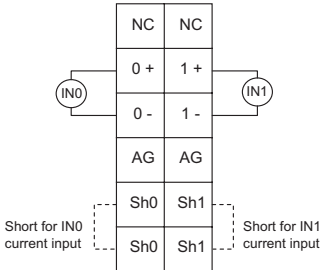 NC NC
0 + 1 +
IN0 IN1
0 - 1 -
AG AG
Sh0 Sh1
Short for IN0 Short for IN1
current input current input
Sh0 Sh1